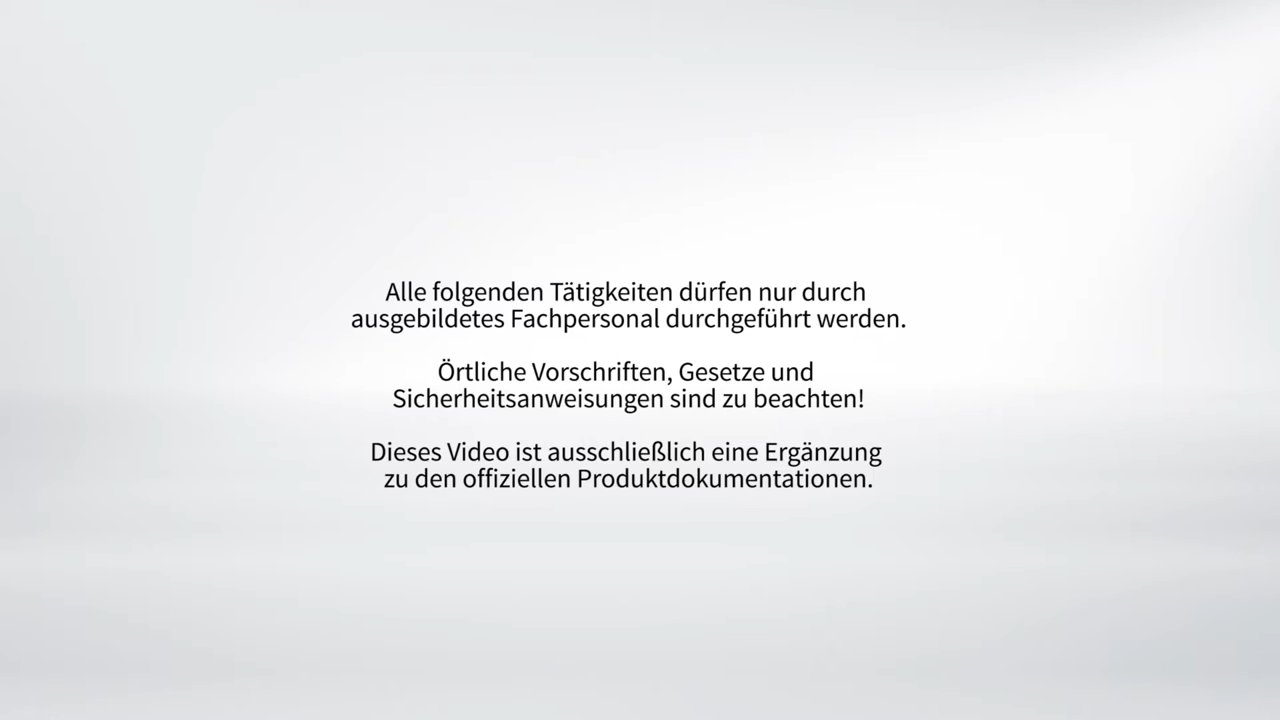 Alle folgenden Tätigkeiten dürfen nur durch
ausgebildetes Fachpersonal durchgeführt werden.
Örtliche Vorschriften, Gesetze und
Sicherheitsanweisungen sind zu beachten!
Dieses Video ist ausschließlich eine Ergänzung
zu den offiziellen Produktdokumentationen.